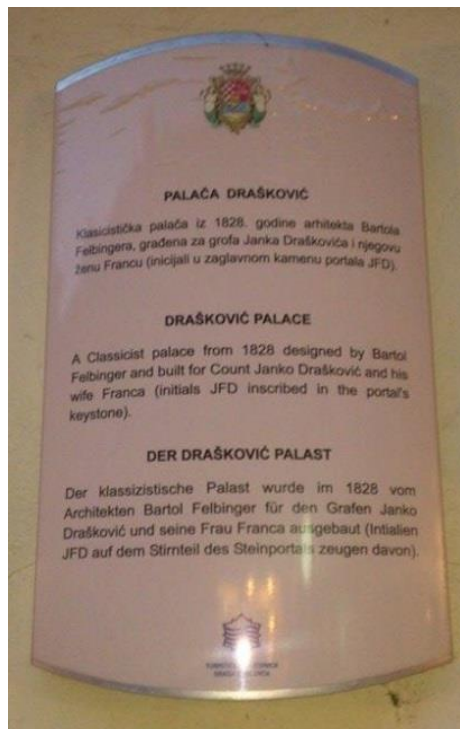 PALAČA DRAŠKOVIĆ
Klasicistička palača iz 1828. godine arhitekta Bartola
Felbingera, građena za grofa Janka Draškovića i njegovu
ženu Francu (inicijali u zaglavnom kamenu portala JFD).
DRAŠKOVIĆ PALACE
A Classicist palace from 1828 designed by Bartol
Felbinger and built for Count Janko Drašković and his
wife Franca (initials JFD inscribed in the portal's
keystone).
DER DRAŠKOVIĆ PALAST
Der klassizistische Palast wurde im 1828 vom
Architekten Bartol Felbinger für den Grafen Janko
Drašković und seine Frau Franca ausgebaut (Intialien
JFD auf dem Stirnteil des Steinportals zeugen davon).